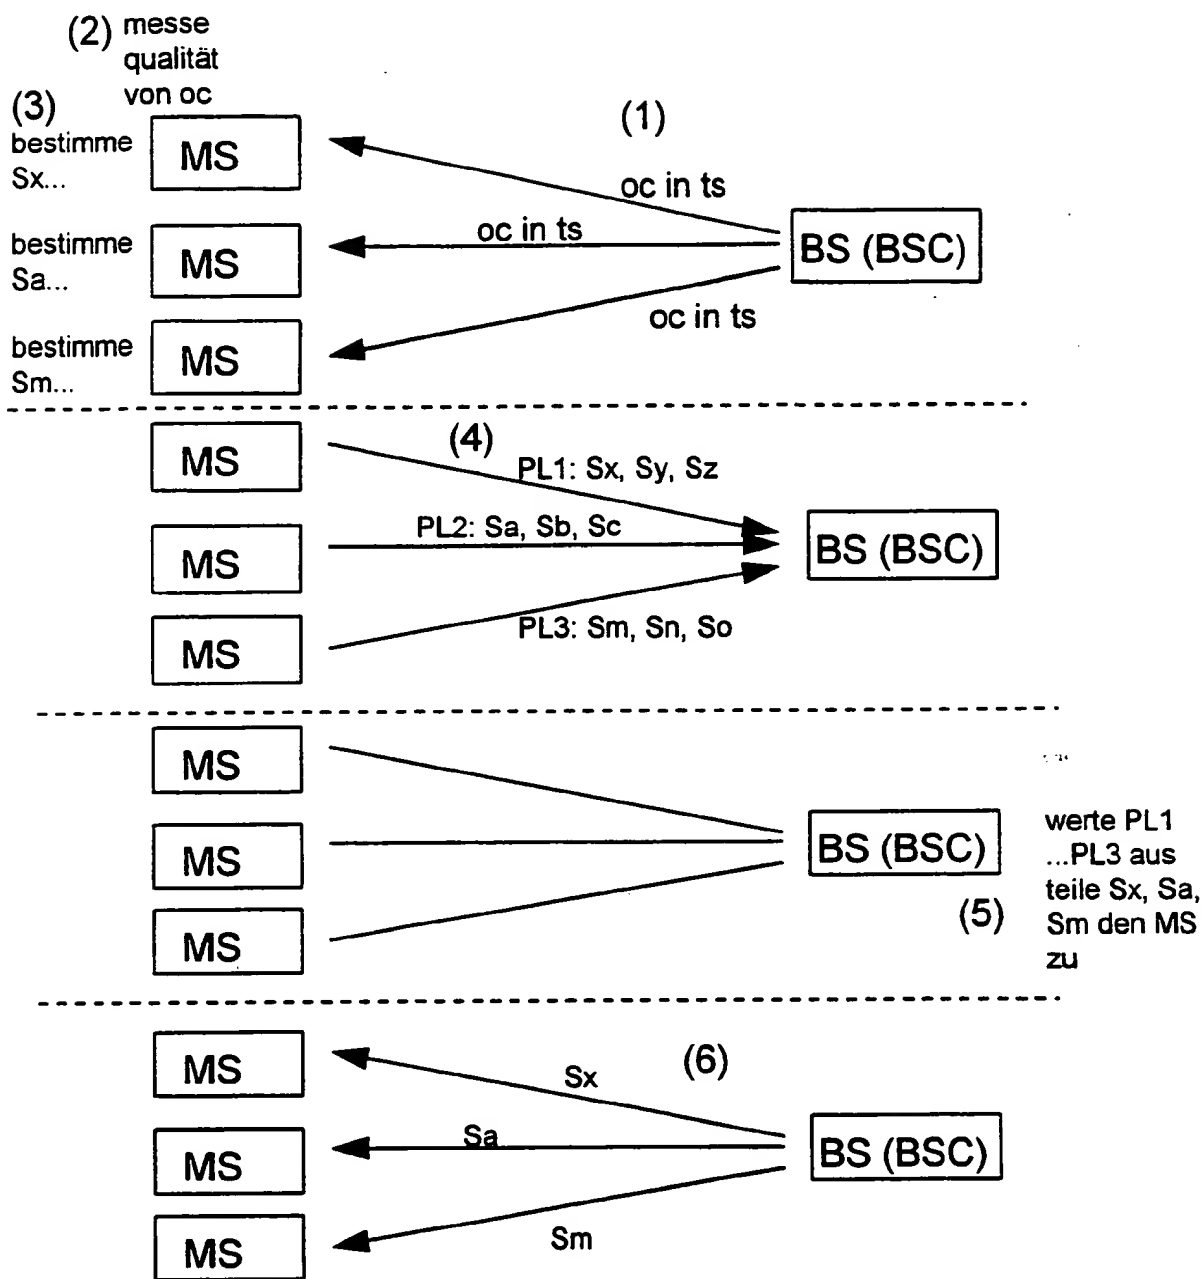 (2) messe
qualität
von oc
(3)
bestimme
Sx...
MS
(1)
oc in ts
bestimme
Sa...
MS
oc in ts
BS (BSC)
bestimme
Sm...
MS
oc in ts
MS
(4)
PL1: Sx, Sy, Sz
MS
PL2: Sa, Sb, Sc
BS (BSC)
MS
PL3: Sm, Sn, So
MS
MS
BS (BSC)
MS
(5)
werte PL1
...PL3 aus
teile Sx, Sa,
Sm den MS
zu
MS
Sx
(6)
MS
Sa
BS (BSC)
MS
Sm